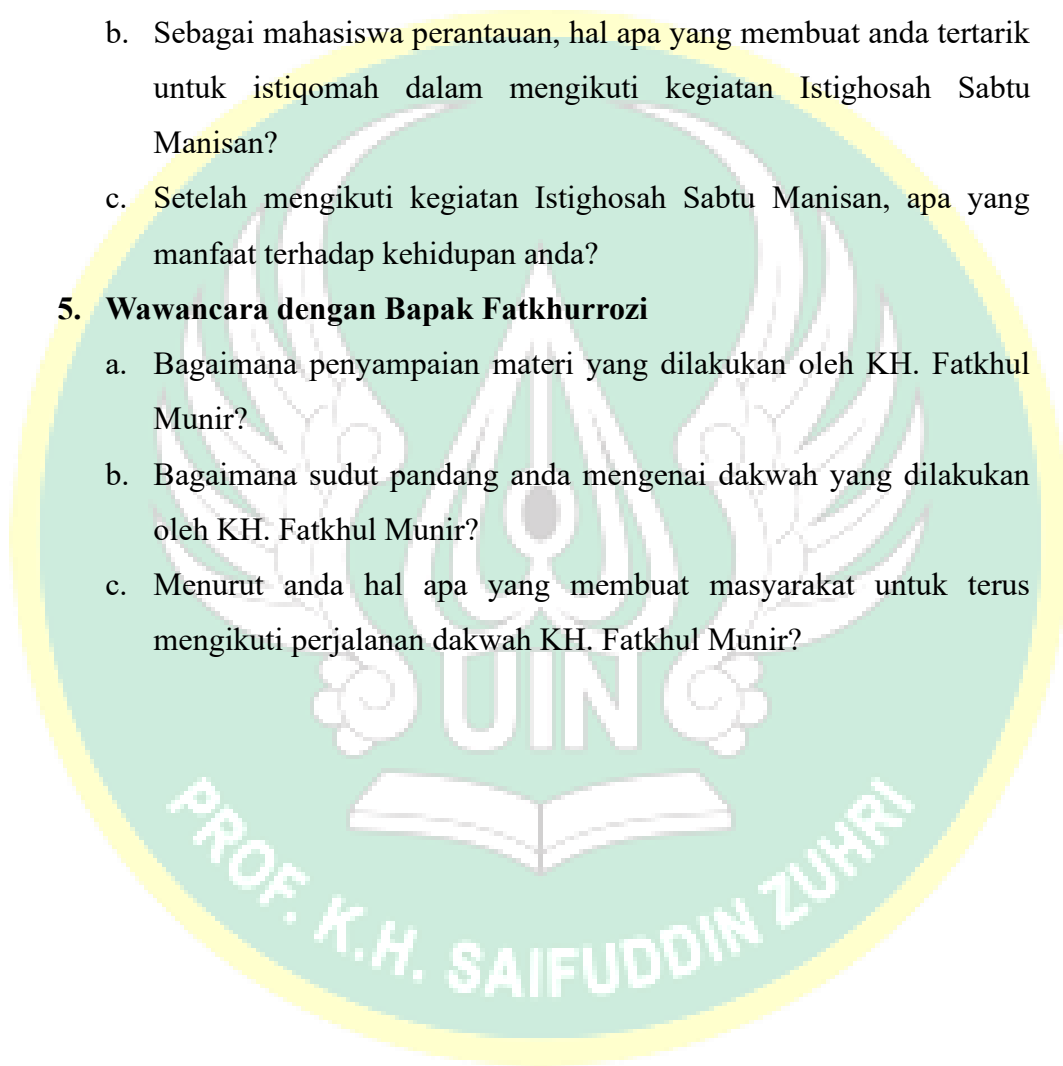 b. Sebagai mahasiswa perantauan, hal apa yang membuat anda tertarik
untuk istiqomah dalam mengikuti kegiatan Istighosah Sabtu
Manisan?
c. Setelah mengikuti kegiatan Istighosah Sabtu Manisan, apa yang
manfaat terhadap kehidupan anda?
5. Wawancara dengan Bapak Fatkhurrozi
a. Bagaimana penyampaian materi yang dilakukan oleh KH. Fatkhul
Munir?
b. Bagaimana sudut pandang anda mengenai dakwah yang dilakukan
oleh KH. Fatkhul Munir?
c. Menurut anda hal apa yang membuat masyarakat untuk terus
mengikuti perjalanan dakwah KH. Fatkhul Munir?
UIN
PROF. K.H. SAIFUDDIN ZUHRI